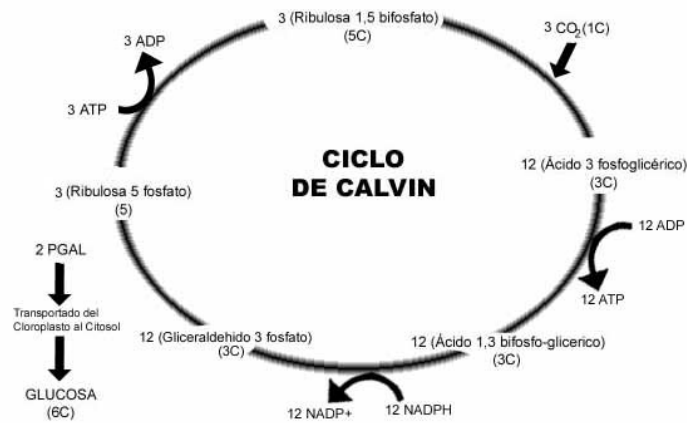 3 (Ribulosa 1,5 bifosfato)
(5C)
3 CO2(1C)
3 ADP
3 ATP
CICLO
DE CALVIN
12 (Ácido 3 fosfoglicérico)
(3C)
3 (Ribulosa 5 fosfato)
(5)
12 ADP
2 PGAL
12 ATP
Transportado del
Cloroplasto al Citosol
12 (Gliceraldehido 3 fosfato)
(3C)
12 (Ácido 1,3 bifosfo-glicerico)
(3C)
GLUCOSA
(6C)
12 NADP+
12 NADPH